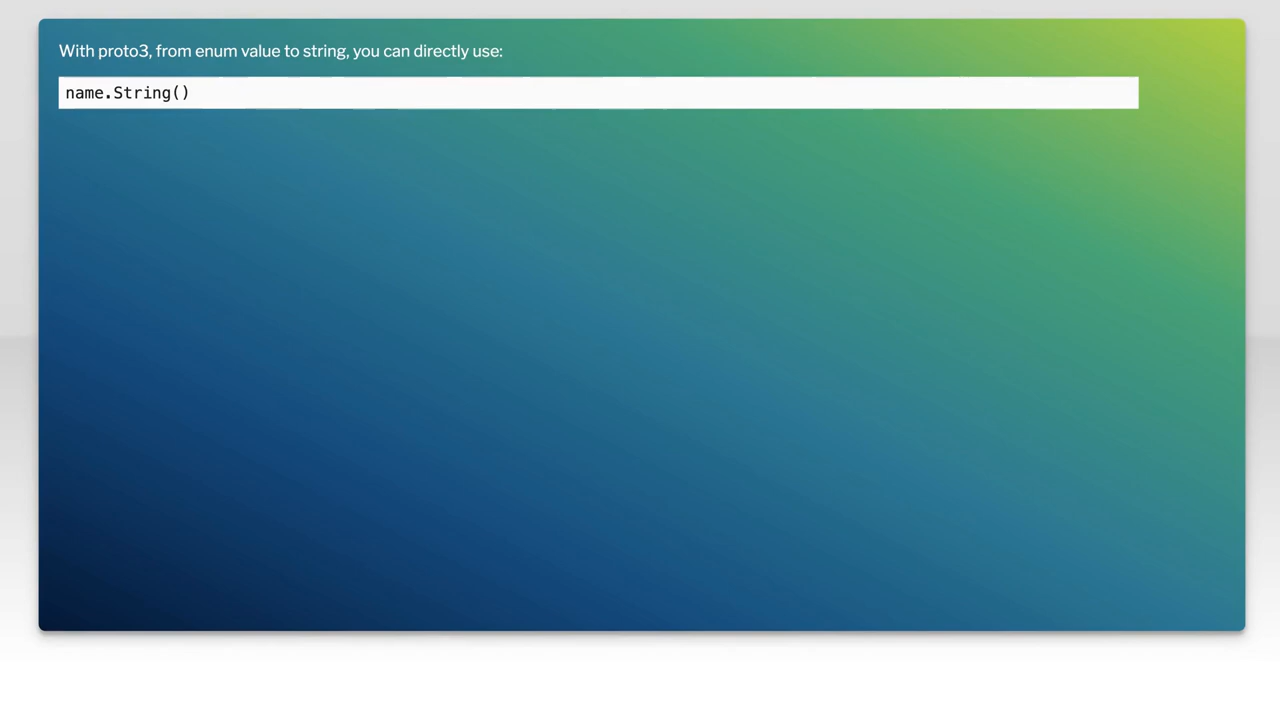 With proto3, from enum value to string, you can directly use:
name.String()